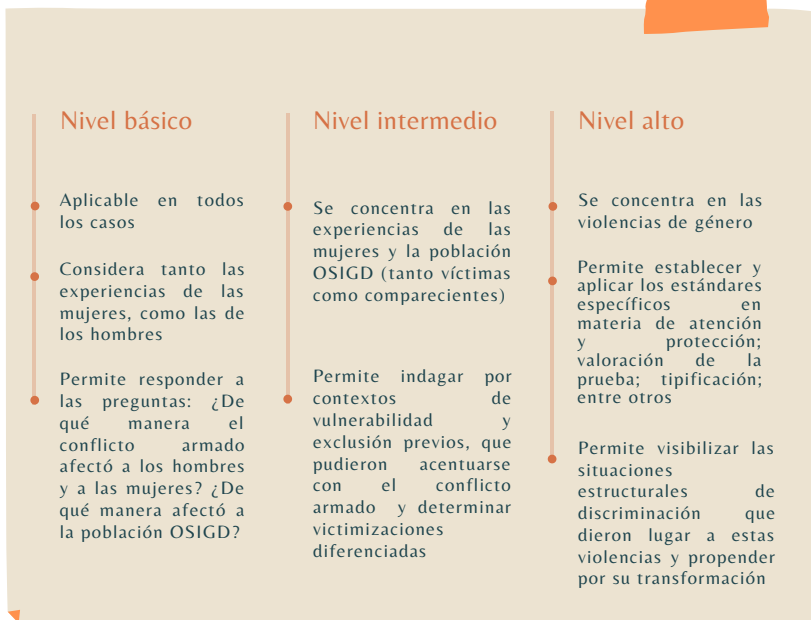 Nivel básico
Aplicable en todos
los casos
Considera tanto las
experiencias de las
mujeres, como las de
los hombres
Permite responder a
las preguntas: ¿De
qué manera el
conflicto armado
afectó a los hombres
y a las mujeres? ¿De
qué manera afectó a
la población OSIGD?
Nivel intermedio
Se concentra en las
experiencias de las
mujeres y la población
OSIGD (tanto víctimas
como comparecientes)
Permite indagar por
contextos de
vulnerabilidad y
exclusión previos, que
pudieron acentuarse
con el conflicto
armado y determinar
victimizaciones
diferenciadas
Nivel alto
Se concentra en las
violencias de género
Permite establecer y
aplicar los estándares
específicos en
materia de atención
y protección;
valoración de la
prueba; tipificación;
entre otros
Permite visibilizar las
situaciones
estructurales de
discriminación que
dieron lugar a estas
violencias y propender
por su transformación